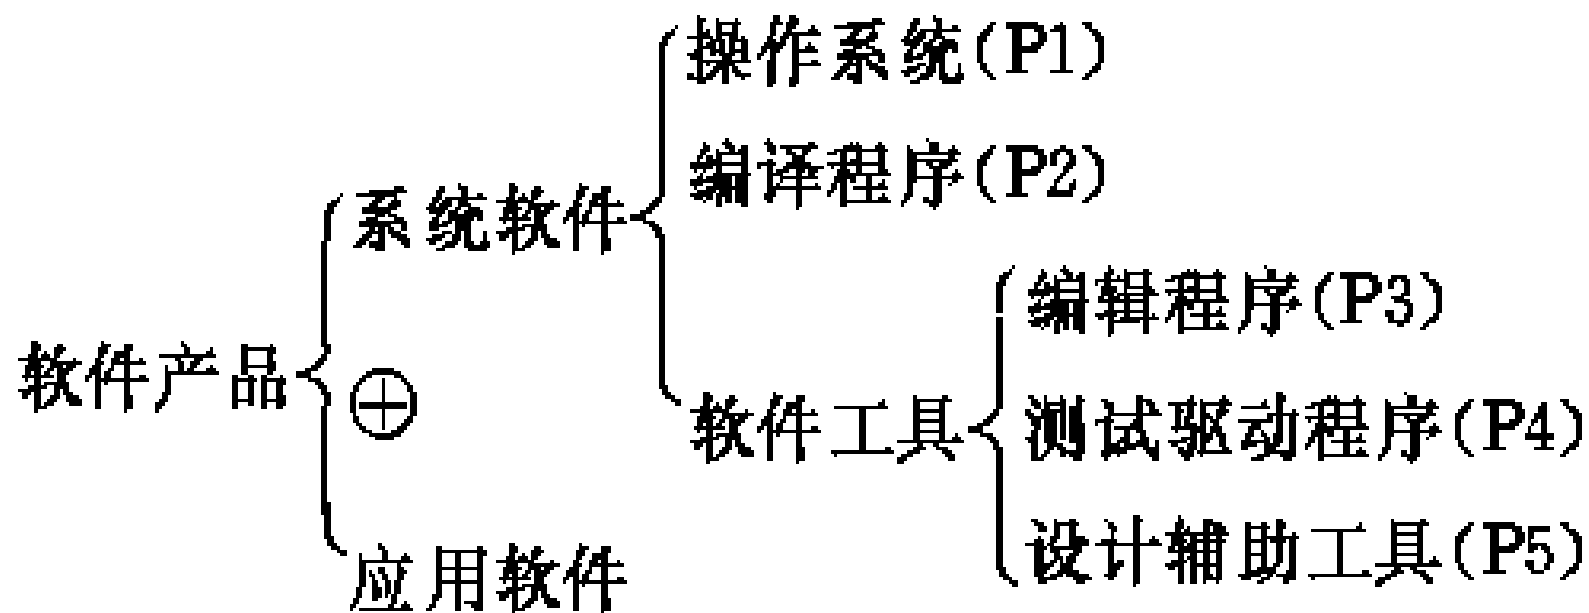 操作系统(P1)
编译程序(P2)
系统软件
编辑程序(P3)
软件产品
⊕
软件工具
测试驱动程序(P4)
设计辅助工具(P5)
应用软件